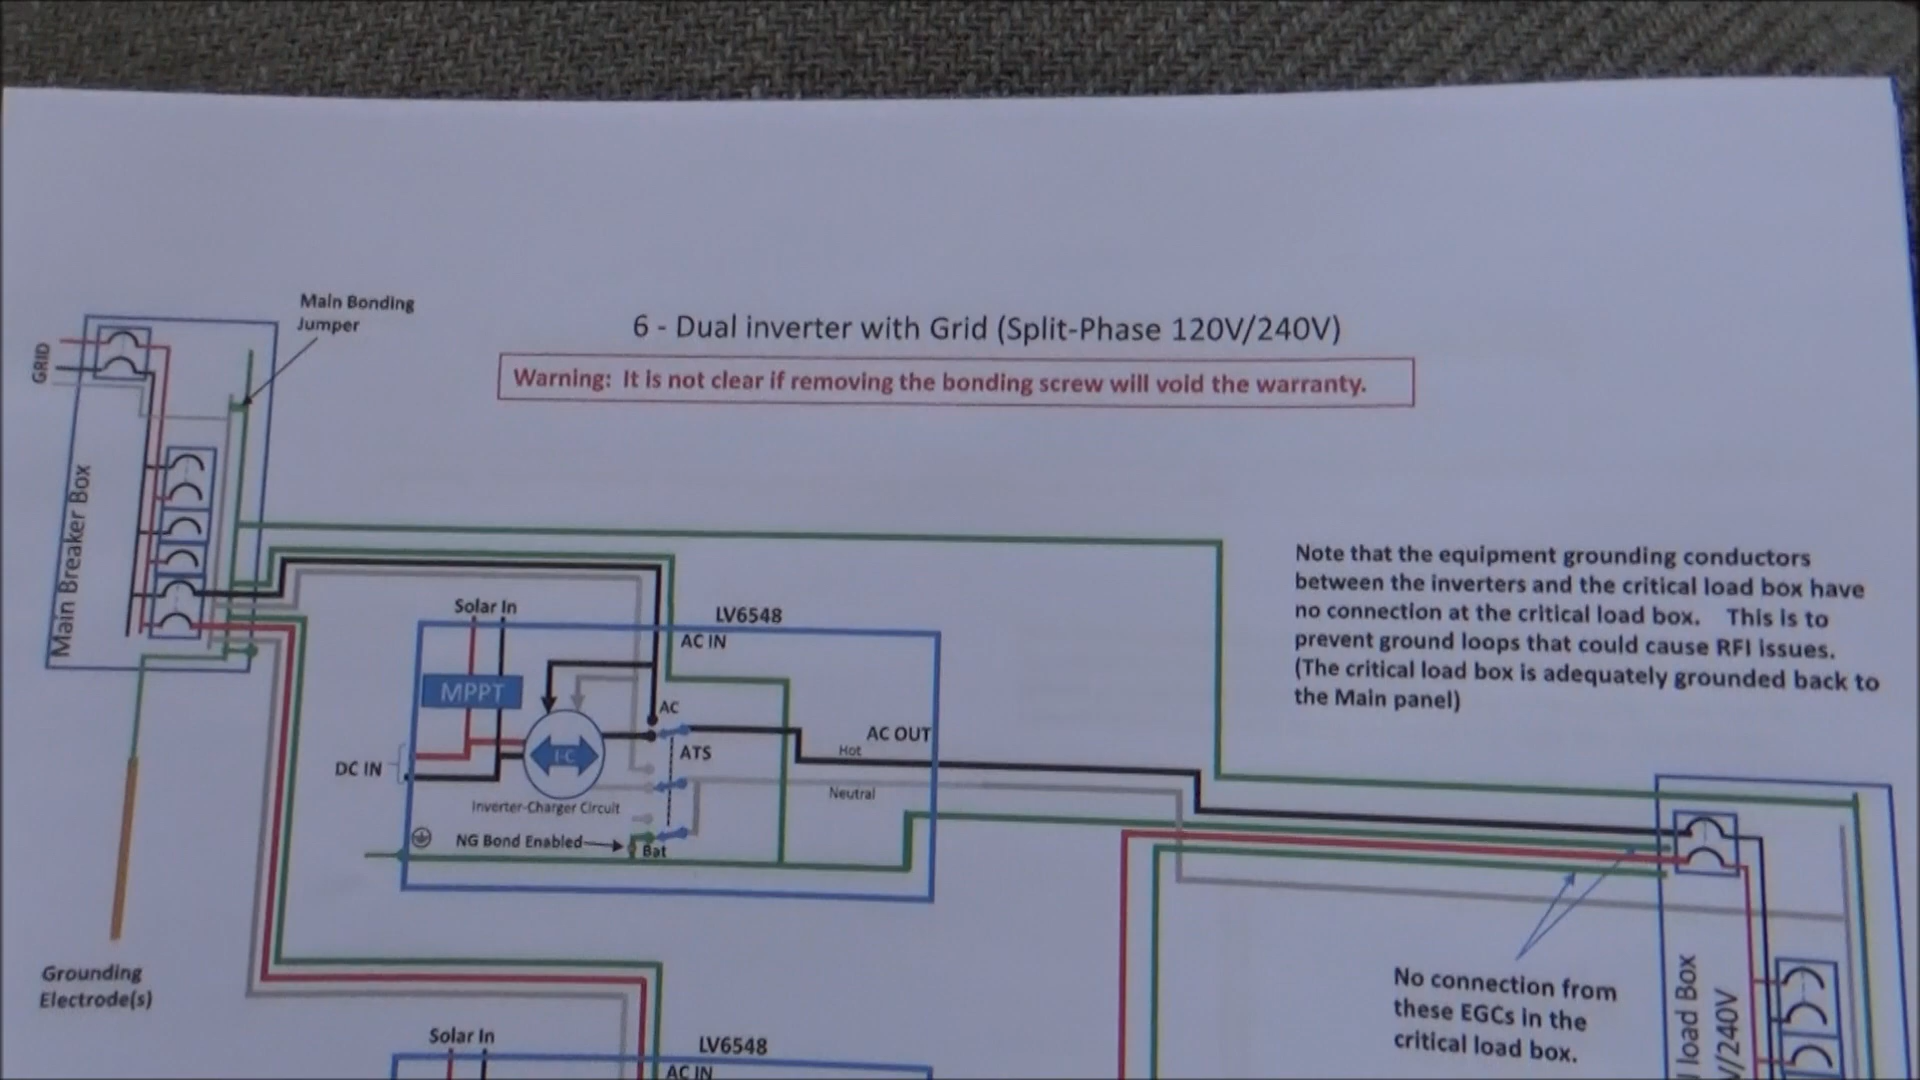 Main Bonding
Jumper
6 - Dual inverter with Grid (Split-Phase 120V/240V)
Warning: It is not clear if removing the bonding screw will void the warranty.
GRID
Main Breaker Box
Note that the equipment grounding conductors
between the inverters and the critical load box have
no connection at the critical load box. This is to
prevent ground loops that could cause RFI issues.
(The critical load box is adequately grounded back to
the Main panel)
Solar In
LV6548
AC IN
MPPT
AC
AC OUT
Hot
ATS
I-C
DC IN
Neutral
Inverter-Charger Circuit
NG Bond Enabled
Bat
Grounding
Electrode(s)
No connection from
these EGCs in the
critical load box.
load Box
V/240V
Solar In
LV6548
AC IN